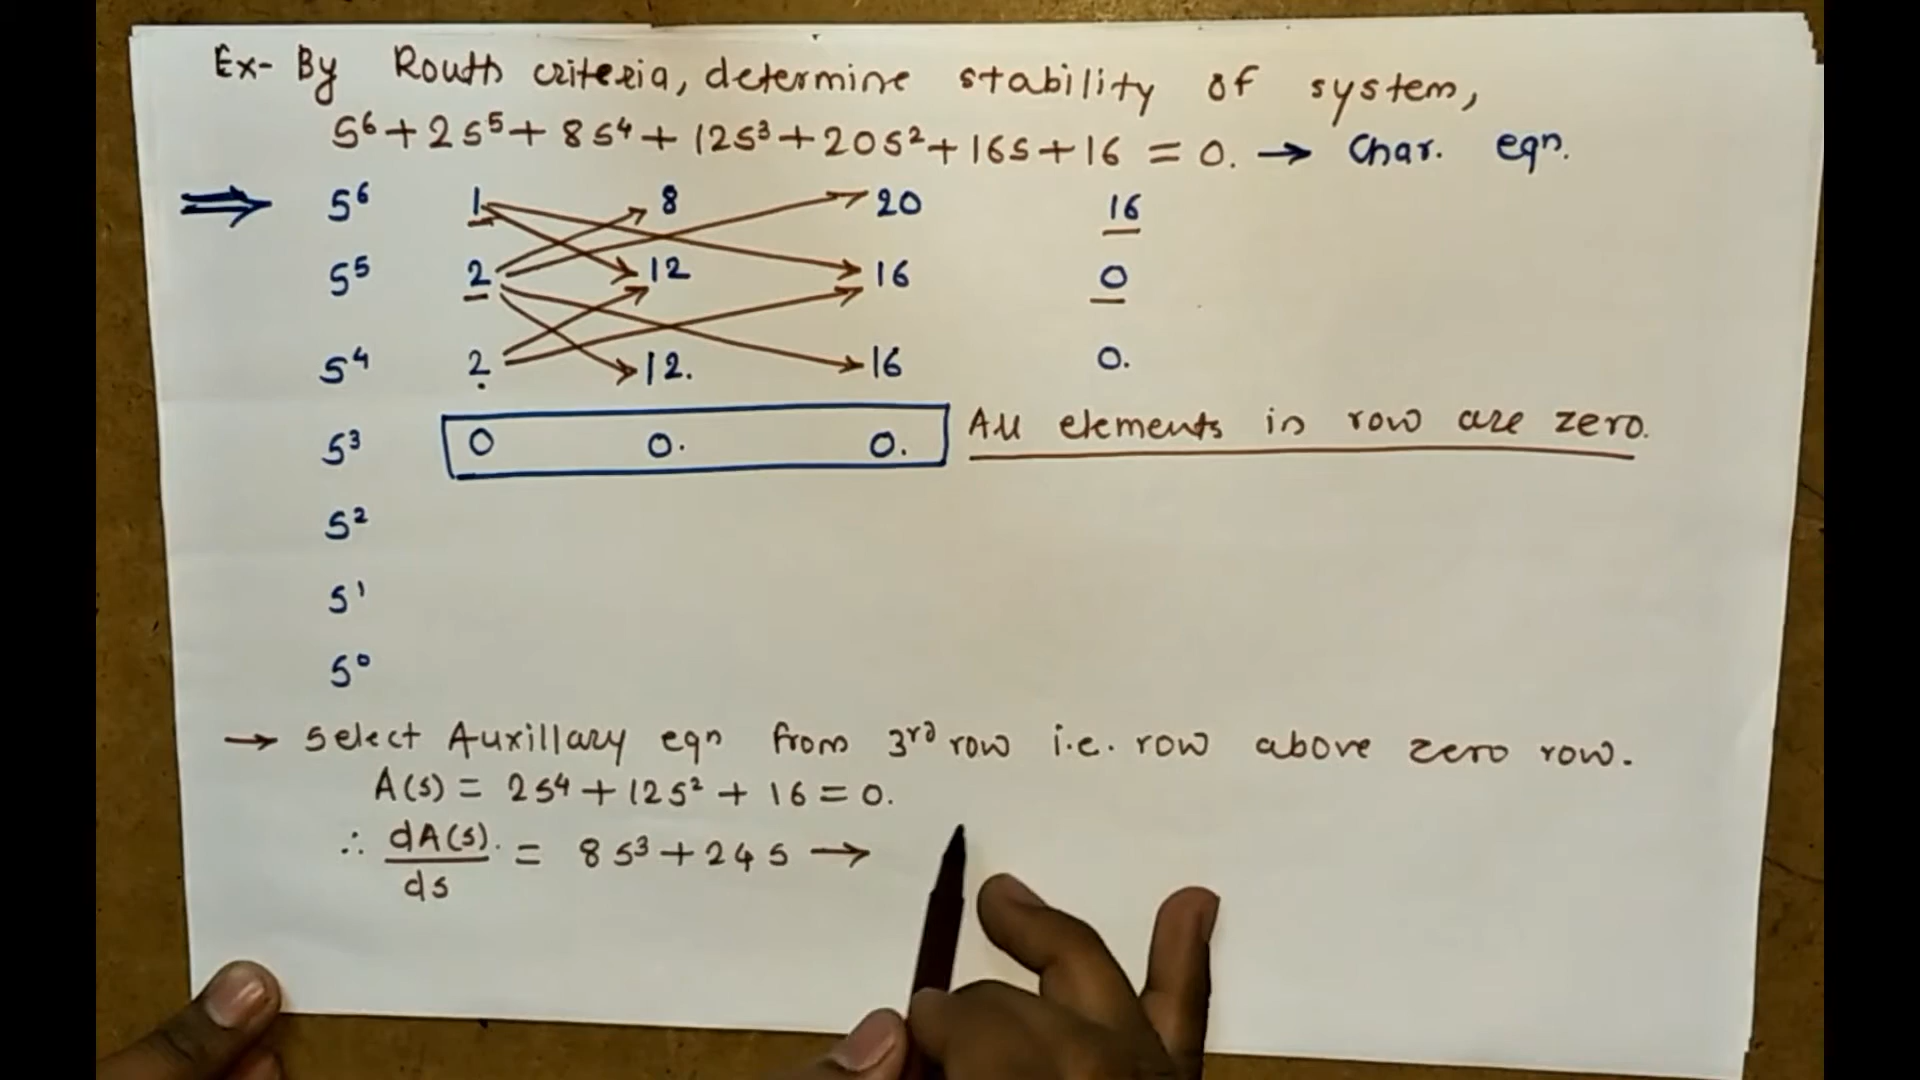 Ex- By Routh criteria, determine stability of system,
S⁶+2S⁵+8S⁴+12S³+20S²+16S+16=0. → Char. eqn.
⇒ S⁶ 1 8 20 16
S⁵ 2 12 16 0
S⁴ 2 12. 16 0.
S³ 0 0. 0. All elements in row are zero.
S²
S¹
S⁰
→ Select Auxillary eqn from 3rd row i.e. row above zero row.
A(s) = 2S⁴+12S²+16=0.
∴ dA(s). = 8S³+24S →
ds